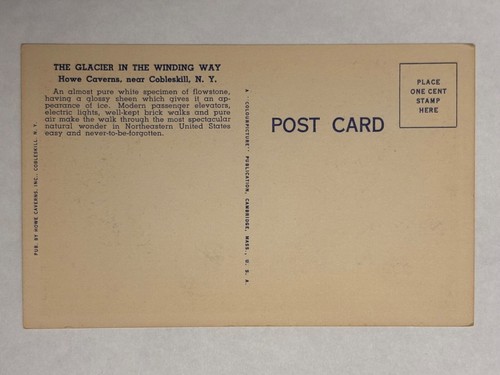 THE GLACIER IN THE WINDING WAY
Howe Caverns, near Cobleskill, N. Y.
An almost pure white specimen of flowstone,
having a glossy sheen which gives it an ap-
pearance of ice. Modern passenger elevators,
electric lights, well-kept brick walks and pure
air make the walk through the most spectacular
natural wonder in Northeastern United States
easy and never-to-be-forgotten.
PUB. BY HOWE CAVERNS, INC., COBLESKILL, N. Y.
A "COLOURPICTURE" PUBLICATION, CAMBRIDGE, MASS., U. S. A.
POST CARD
PLACE
ONE CENT
STAMP
HERE